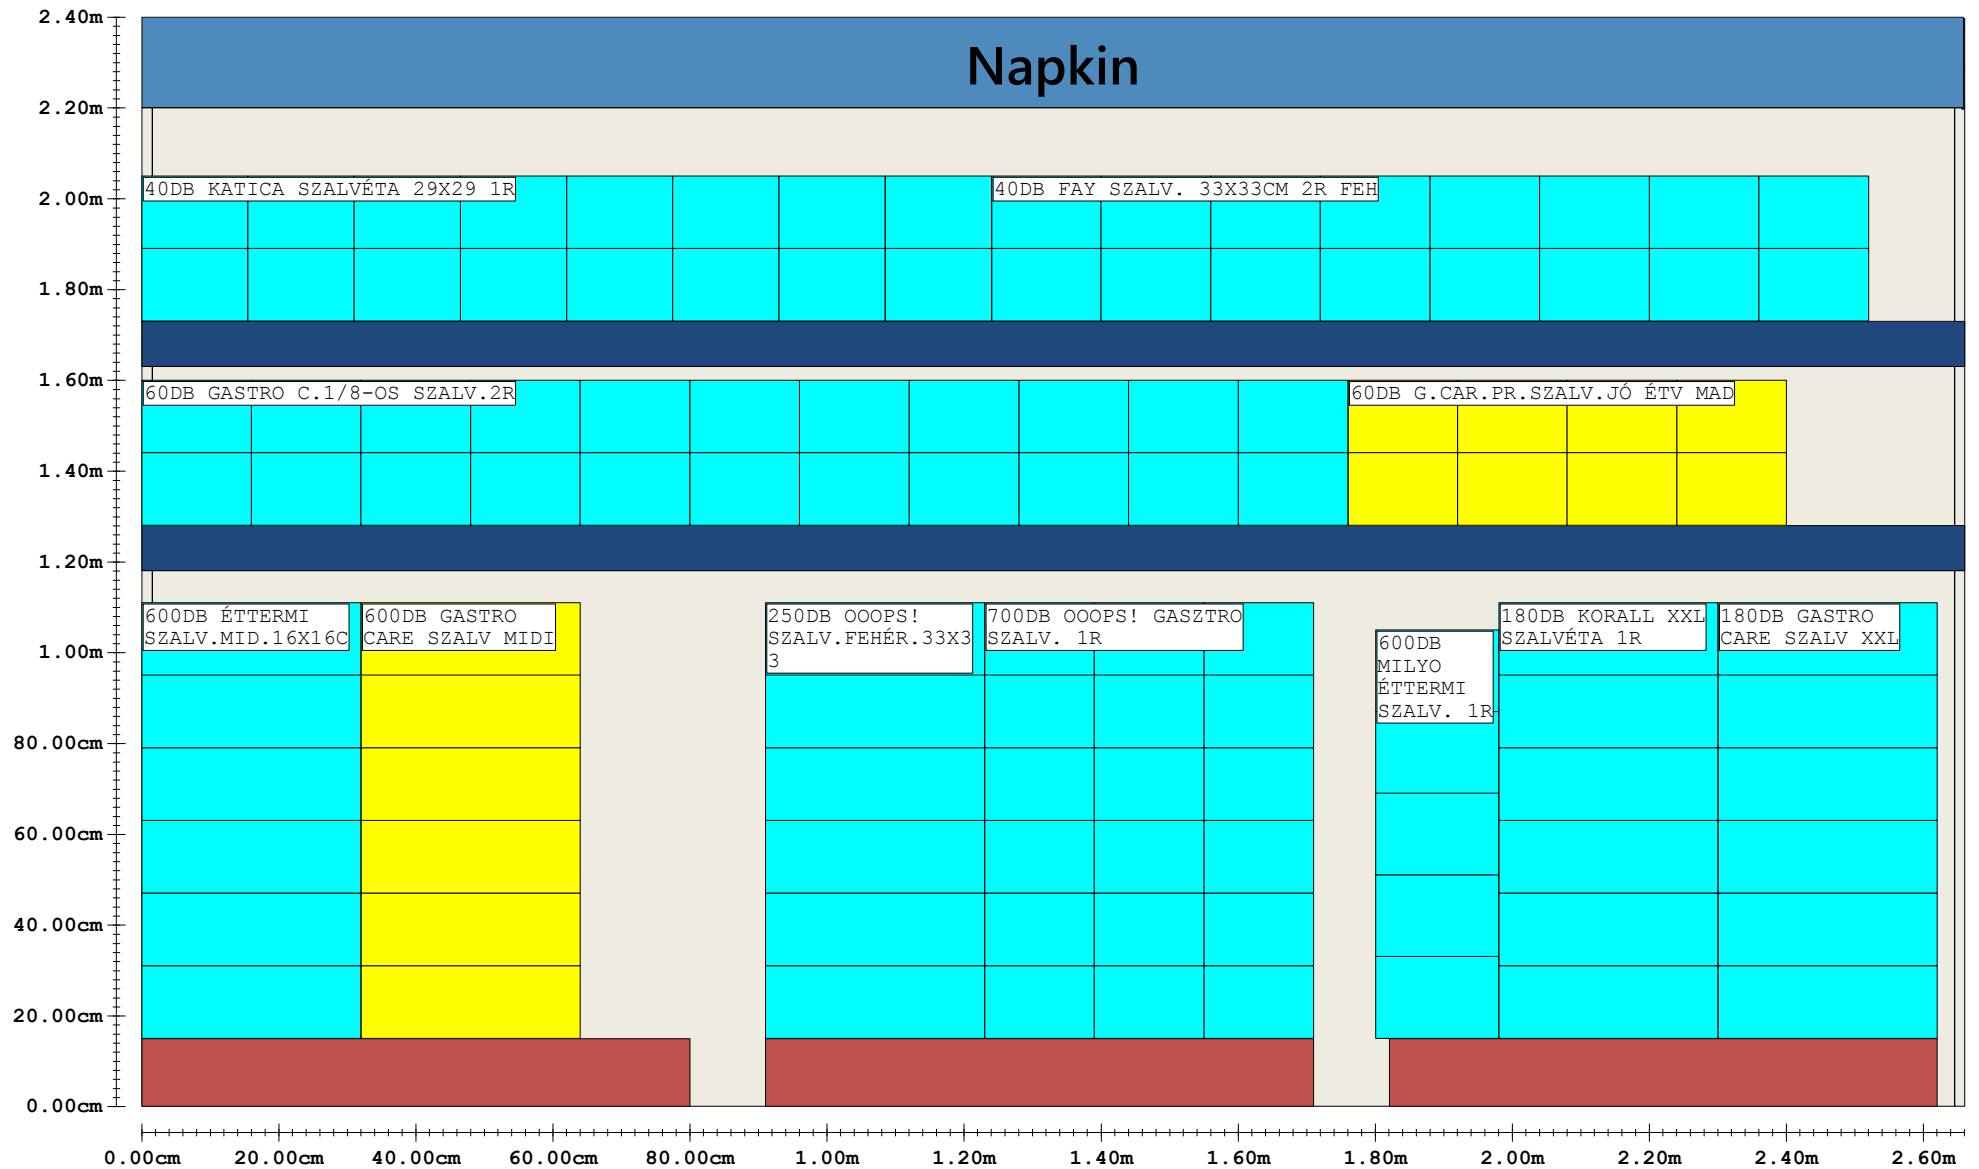 Napkin
2.40m
2.20m
2.00m
1.80m
1.60m
1.40m
1.20m
1.00m
80.00cm
60.00cm
40.00cm
20.00cm
0.00cm
40DB KATICA SZALVÉTA 29X29 1R
40DB FAY SZALV. 33X33CM 2R FEH
60DB GASTRO C.1/8-OS SZALV.2R
60DB G.CAR.PR.SZALV.JÓ ÉTV MAD
600DB ÉTTERMI
SZALV.MID.16X16C
600DB GASTRO
CARE SZALV MIDI
250DB OOOPS!
SZALV.FEHÉR.33X3
3
700DB OOOPS! GASZTRO
SZALV. 1R
600DB
MILYO
ÉTTERMI
SZALV. 1R
180DB KORALL XXL
SZALVÉTA 1R
180DB GASTRO
CARE SZALV XXL
0.00cm
20.00cm
40.00cm
60.00cm
80.00cm
1.00m
1.20m
1.40m
1.60m
1.80m
2.00m
2.20m
2.40m
2.60m